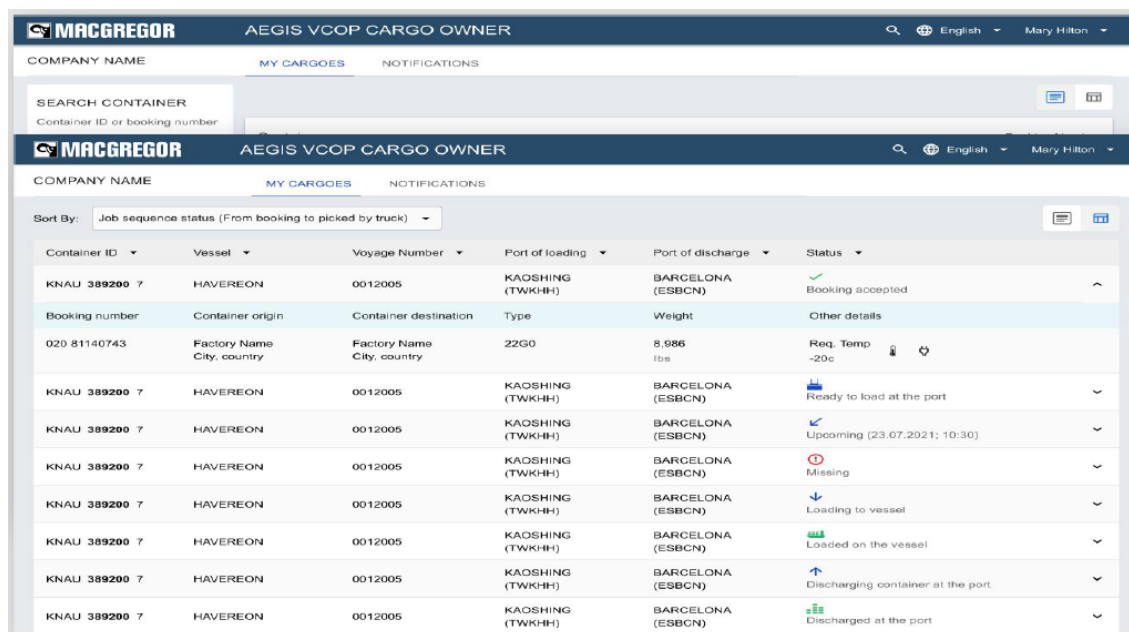 MACGREGOR AEGIS VCOP CARGO OWNER English Mary Hilton
COMPANY NAME MY CARGOES NOTIFICATIONS
SEARCH CONTAINER
Container ID or booking number
MACGREGOR AEGIS VCOP CARGO OWNER English Mary Hilton
COMPANY NAME MY CARGOES NOTIFICATIONS
Sort By: Job sequence status (From booking to picked by truck)
Container ID Vessel Voyage Number Port of loading Port of discharge Status
KNAU 389200 7 HAVEREON 0012005 KAOSHING (TWKHH) BARCELONA (ESBCN) Booking accepted
Booking number Container origin Container destination Type Weight Other details
020 81140743 Factory Name City, country Factory Name City, country 22G0 8,986 lbs Req. Temp -20c
KNAU 389200 7 HAVEREON 0012005 KAOSHING (TWKHH) BARCELONA (ESBCN) Ready to load at the port
KNAU 389200 7 HAVEREON 0012005 KAOSHING (TWKHH) BARCELONA (ESBCN) Upcoming (23.07.2021; 10:30)
KNAU 389200 7 HAVEREON 0012005 KAOSHING (TWKHH) BARCELONA (ESBCN) Missing
KNAU 389200 7 HAVEREON 0012005 KAOSHING (TWKHH) BARCELONA (ESBCN) Loading to vessel
KNAU 389200 7 HAVEREON 0012005 KAOSHING (TWKHH) BARCELONA (ESBCN) Loaded on the vessel
KNAU 389200 7 HAVEREON 0012005 KAOSHING (TWKHH) BARCELONA (ESBCN) Discharging container at the port
KNAU 389200 7 HAVEREON 0012005 KAOSHING (TWKHH) BARCELONA (ESBCN) Discharged at the port